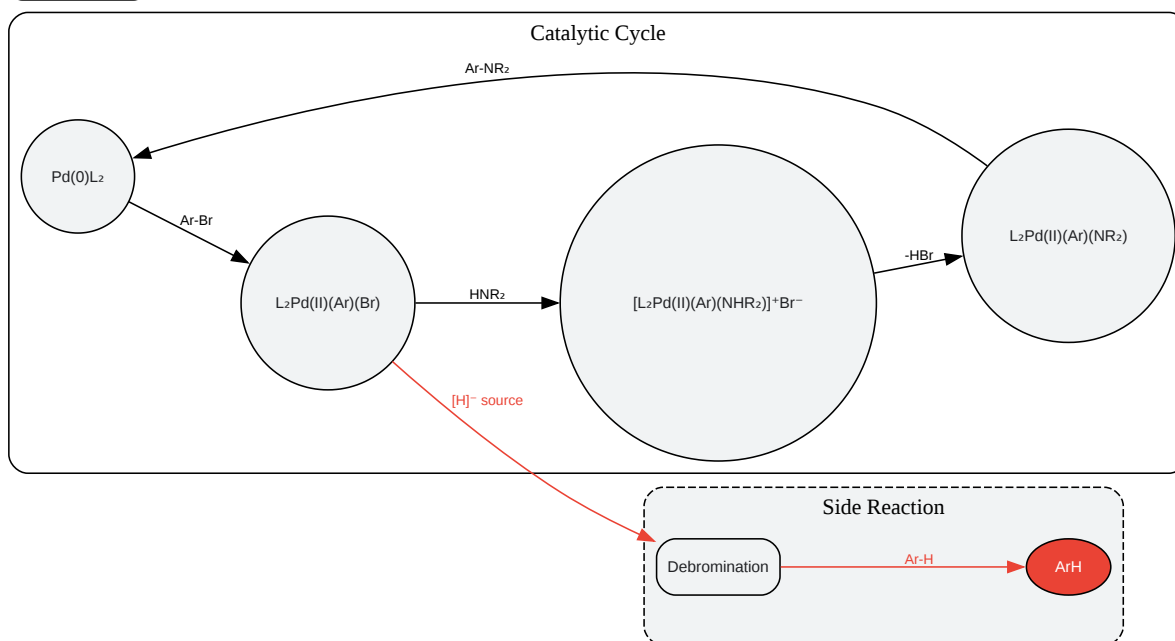 Catalytic Cycle
Ar-NR₂
Pd(0)L₂
Ar-Br
L₂Pd(II)(Ar)(Br)
HNR₂
[L₂Pd(II)(Ar)(NHR₂)]⁺Br⁻
-HBr
L₂Pd(II)(Ar)(NR₂)
[H]⁻ source
Side Reaction
Debromination
Ar-H
ArH